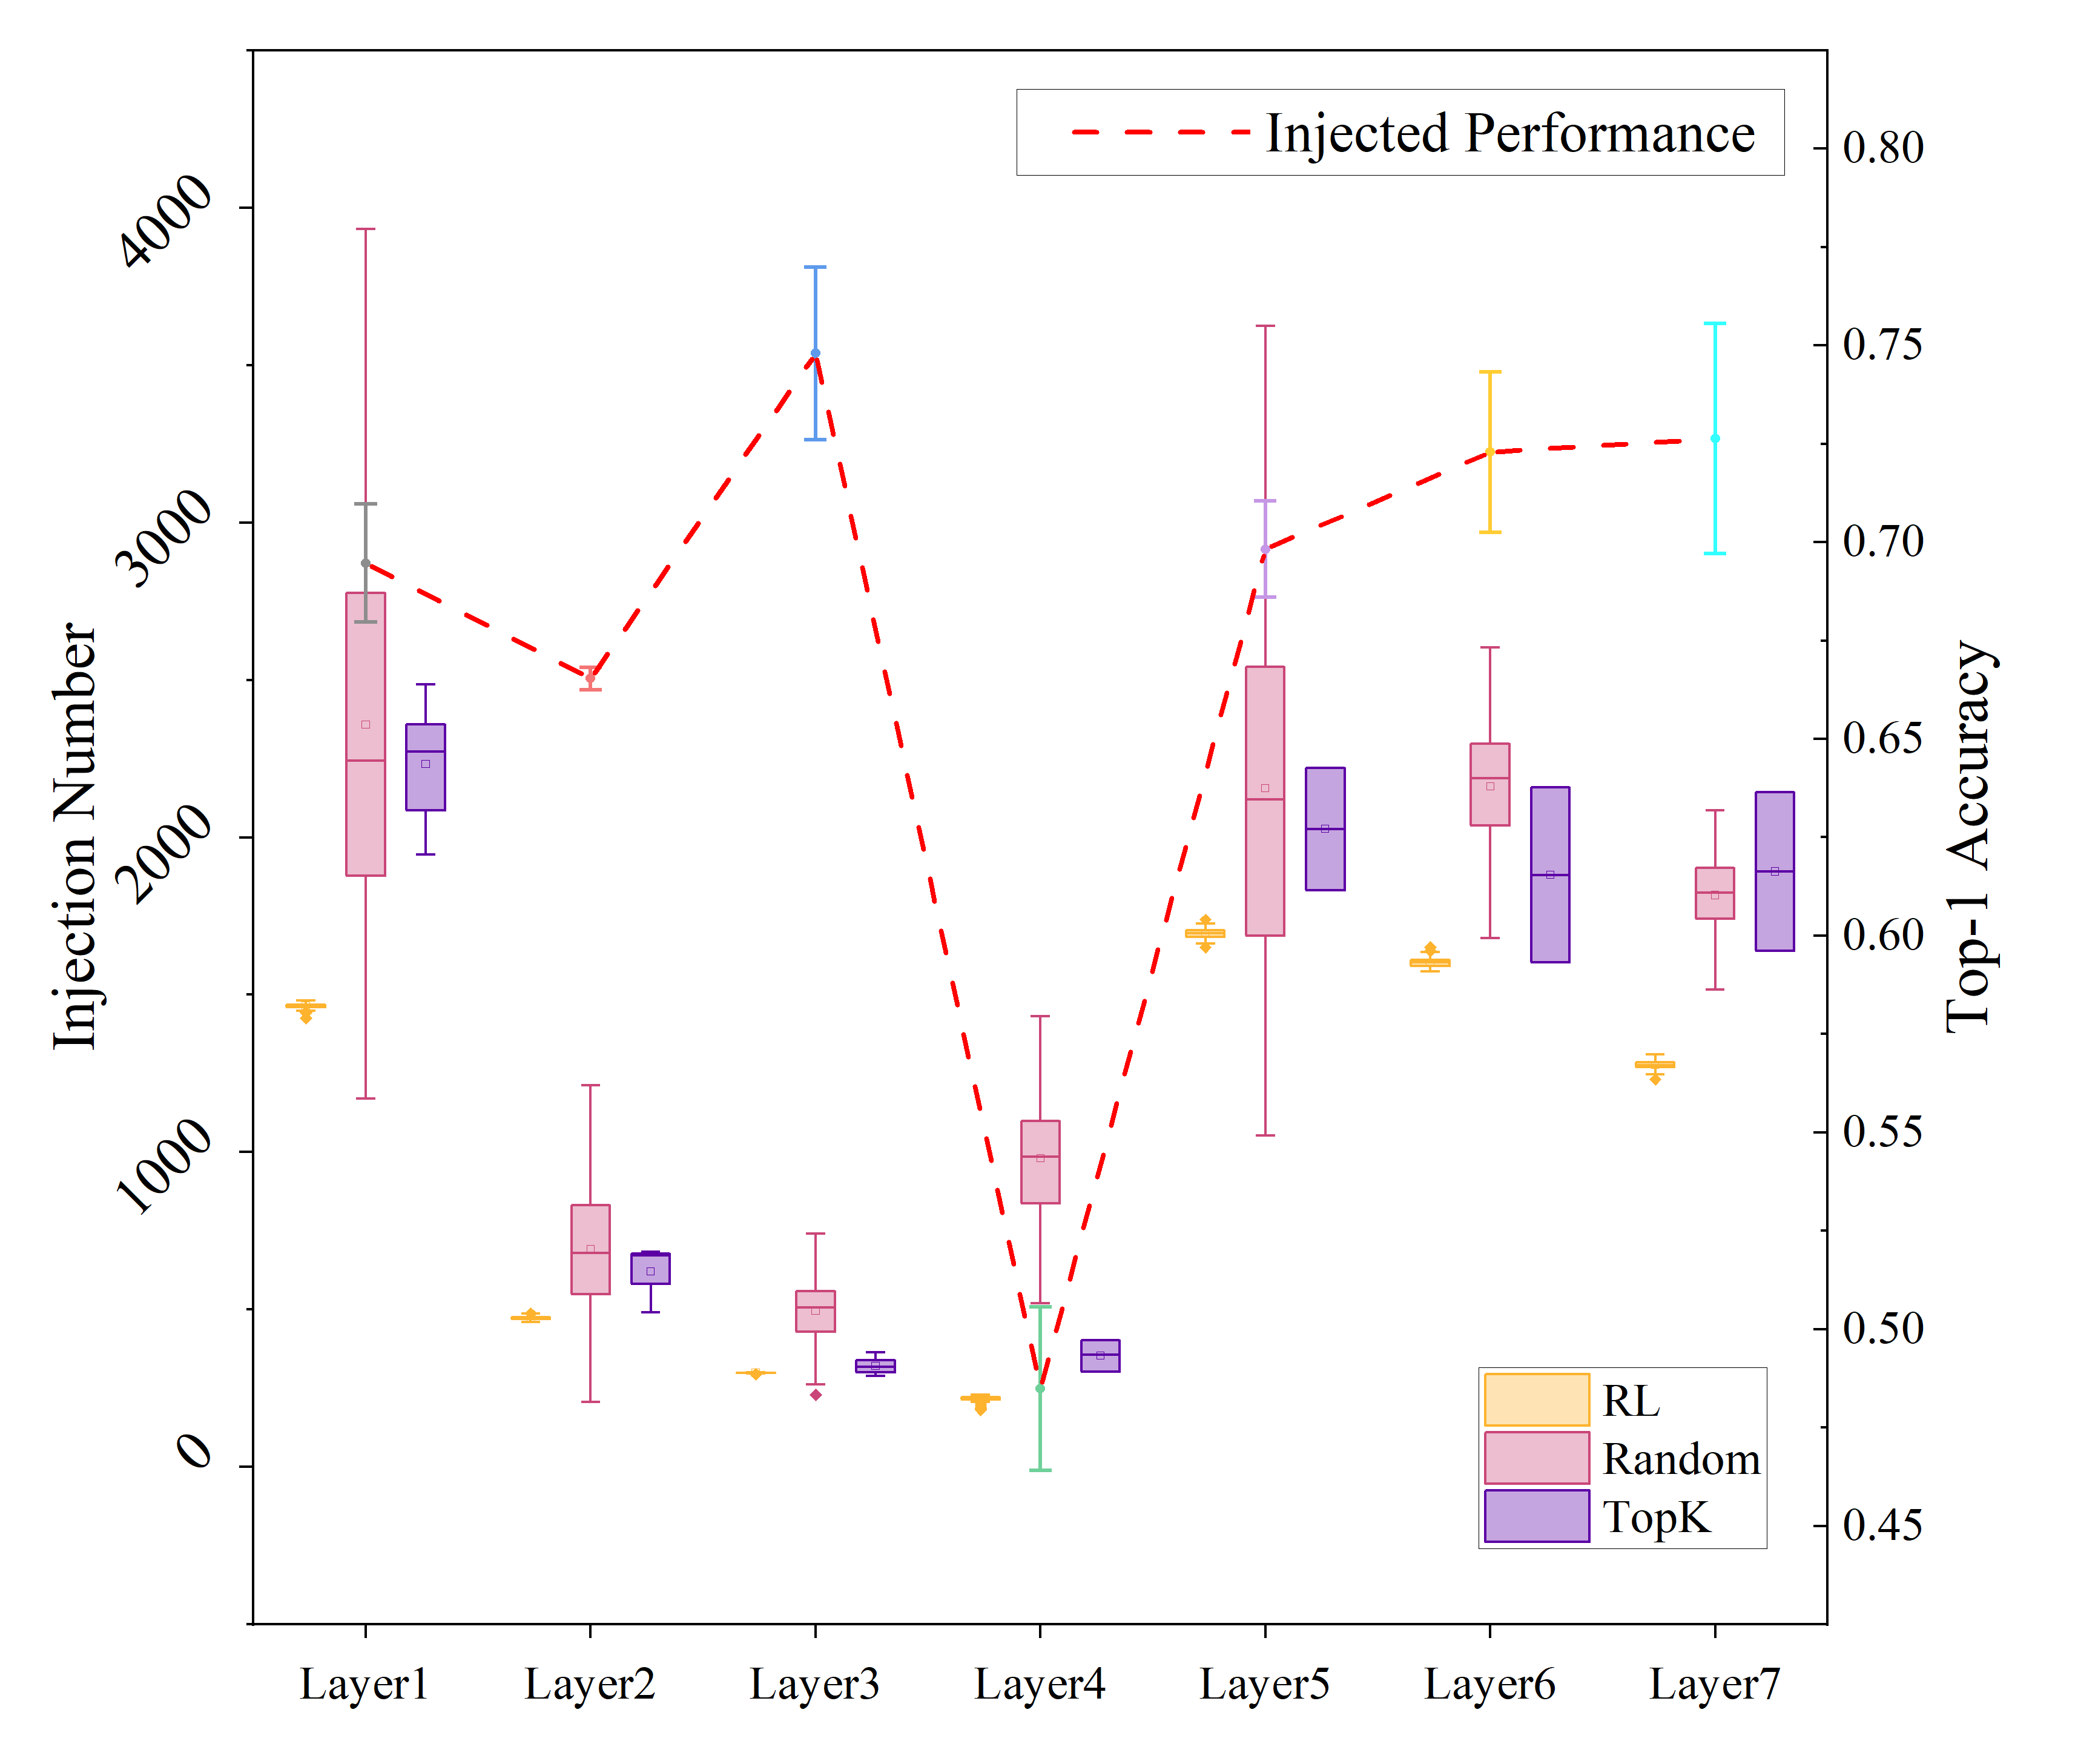 Injected Performance
4000
3000
2000
1000
0
Injection Number
0.80
0.75
0.70
0.65
0.60
0.55
0.50
0.45
Top-1 Accuracy
RL
Random
TopK
Layer1 Layer2 Layer3 Layer4 Layer5 Layer6 Layer7